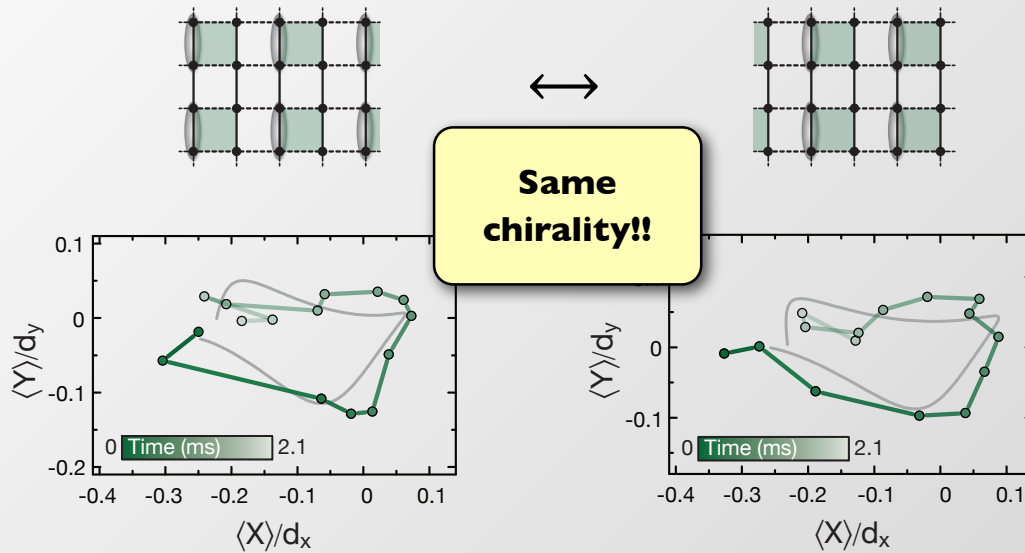 Same
chirality!!
0.1
0
-0.1
-0.2
⟨Y⟩/d_y
0 Time (ms) 2.1
-0.4 -0.3 -0.2 -0.1 0 0.1
⟨X⟩/d_x
0
-0.1
⟨Y⟩/d_y
0 Time (ms) 2.1
-0.4 -0.3 -0.2 -0.1 0 0.1
⟨X⟩/d_x